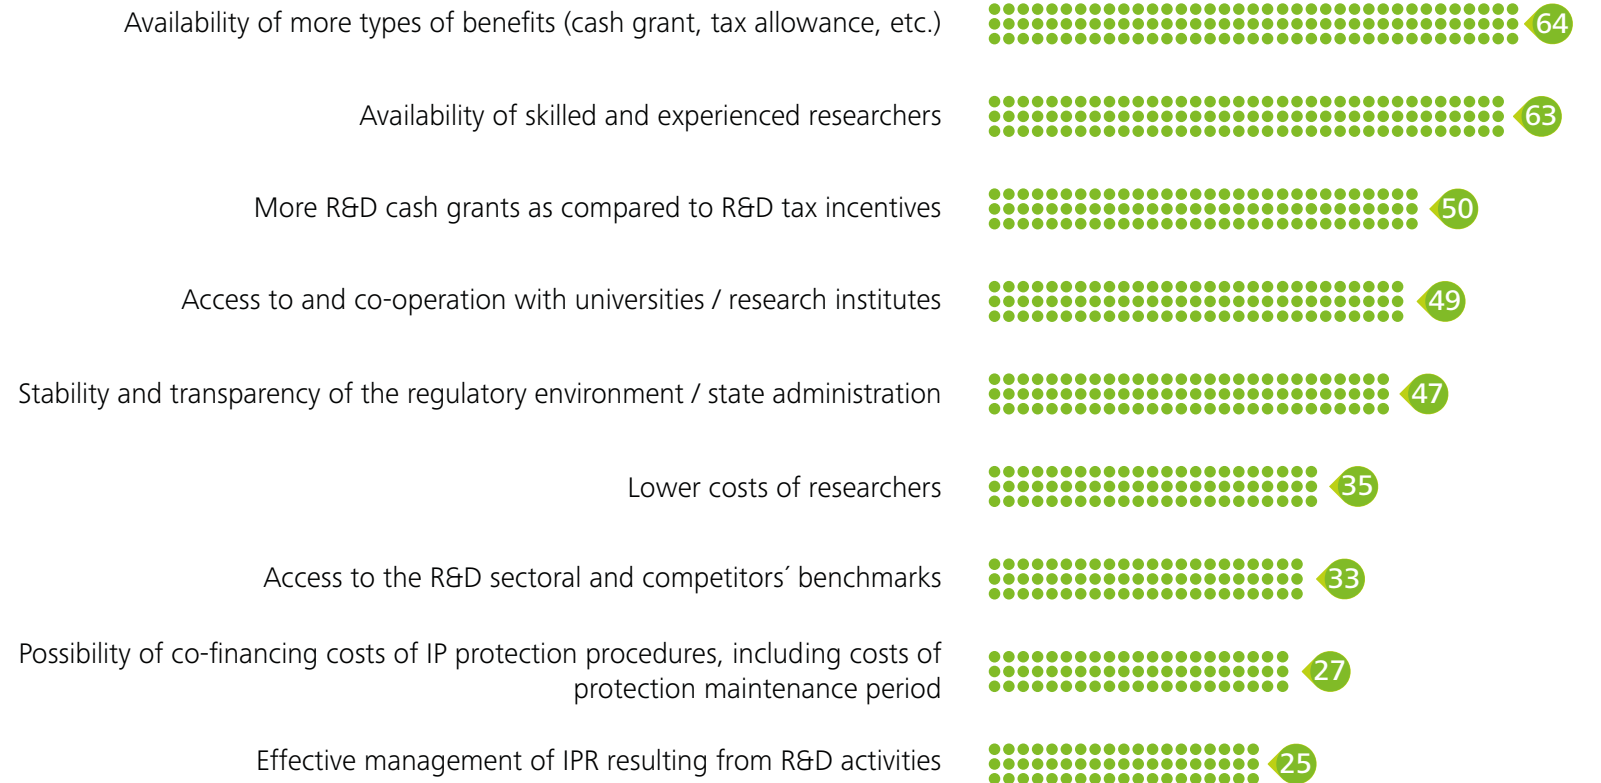 Availability of more types of benefits (cash grant, tax allowance, etc.) 64
Availability of skilled and experienced researchers 63
More R&D cash grants as compared to R&D tax incentives 50
Access to and co-operation with universities / research institutes 49
Stability and transparency of the regulatory environment / state administration 47
Lower costs of researchers 35
Access to the R&D sectoral and competitors´ benchmarks 33
Possibility of co-financing costs of IP protection procedures, including costs of
protection maintenance period 27
Effective management of IPR resulting from R&D activities 25